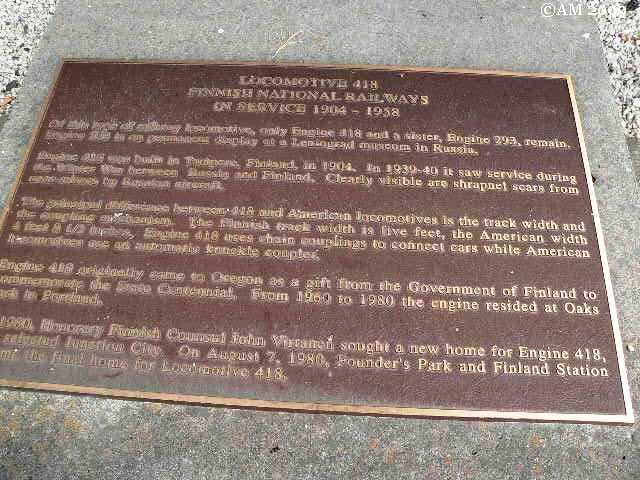 ©AM
LOCOMOTIVE 418
FINNISH NATIONAL RAILWAYS
IN SERVICE 1904 - 1958
Of this type of military locomotive, only Engine 418 and a sister, Engine 293, remain.
Engine 293 is on permanent display at a Leningrad museum in Russia.
Engine 418 was built in Tampere, Finland, in 1904. In 1939-40 it saw service during
the Winter War between Russia and Finland. Clearly visible are shrapnel scars from
by Russian aircraft.
The principal difference between 418 and American locomotives is the track width and
the coupling mechanism. The Finnish track width is five feet, the American width
4 feet 8 1/2 inches. Engine 418 uses chain couplings to connect cars while American
locomotives use an automatic knuckle coupler.
Engine 418 originally came to Oregon as a gift from the Government of Finland to
commemorate the State Centennial. From 1960 to 1980 the engine resided at Oaks
in Portland.
1980, Honorary Finnish Counsul John Virtanen sought a new home for Engine 418,
selected Junction City. On August 7, 1980, Founder's Park and Finland Station
the final home for Locomotive 418.